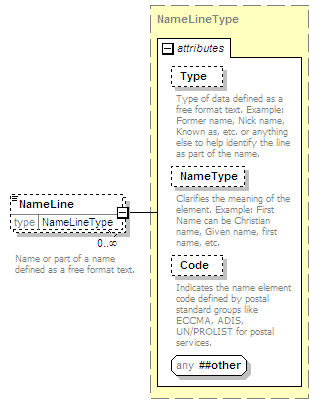 NameLineType
attributes
Type
Type of data defined as a
free format text. Example:
Former name, Nick name,
Known as, etc. or anything
else to help identify the line
as part of the name.
NameType
Clarifies the meaning of the
element. Example: First
Name can be Christian
name, Given name, first
name, etc.
Code
Indicates the name element
code defined by postal
standard groups like
ECCMA, ADIS,
UN/PROLIST for postal
services.
any ##other
NameLine
type NameLineType
0..∞
Name or part of a name
defined as a free format text.